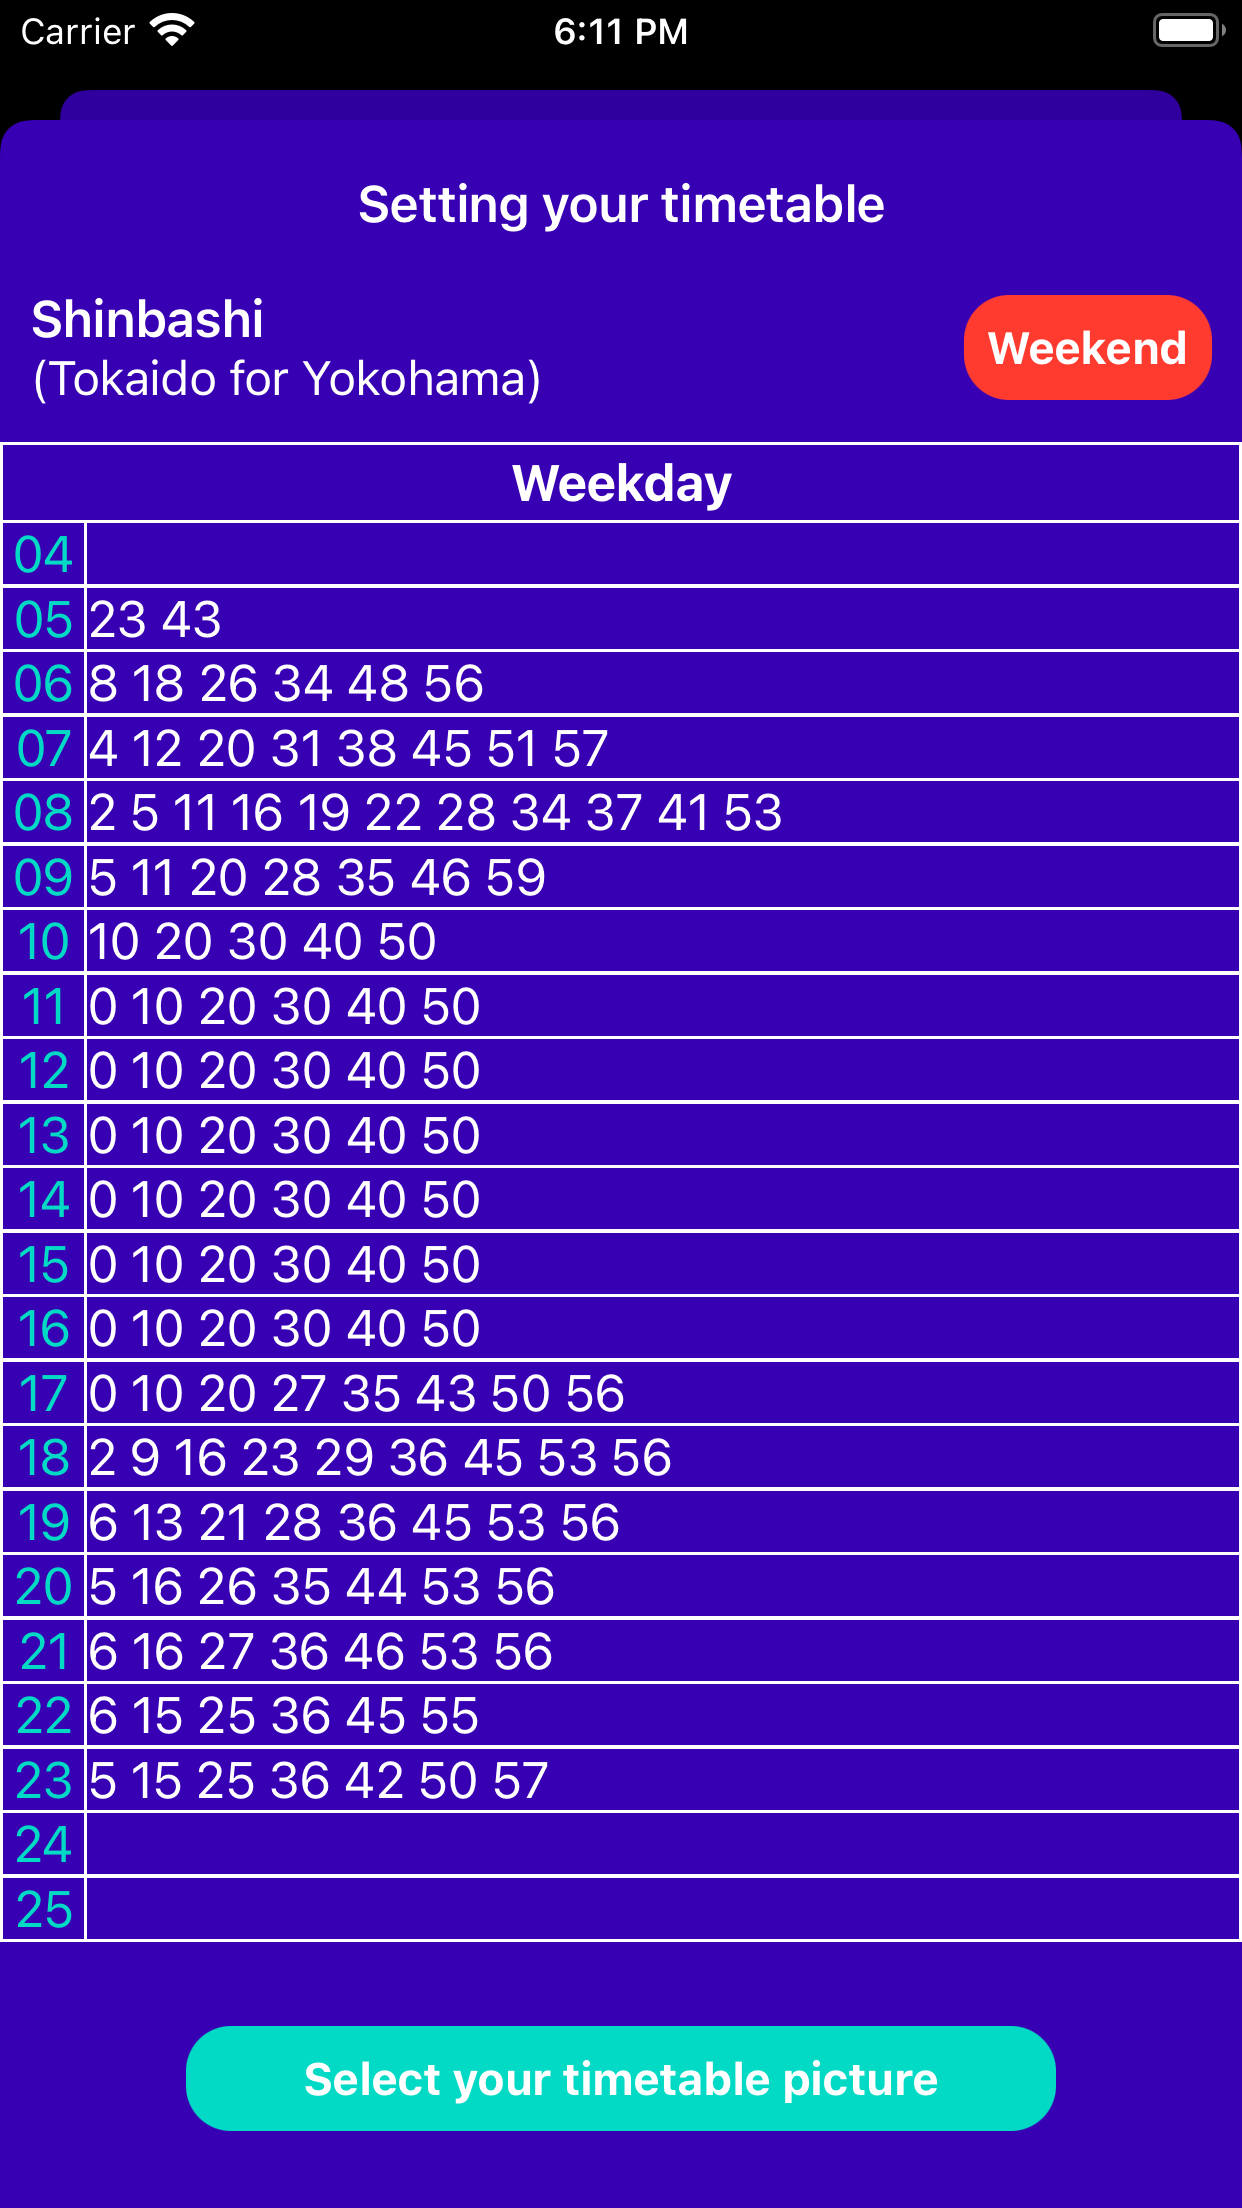 Carrier 6:11 PM
Setting your timetable
Shinbashi
(Tokaido for Yokohama)
Weekend
Weekday
04
05 23 43
06 8 18 26 34 48 56
07 4 12 20 31 38 45 51 57
08 2 5 11 16 19 22 28 34 37 41 53
09 5 11 20 28 35 46 59
10 10 20 30 40 50
11 0 10 20 30 40 50
12 0 10 20 30 40 50
13 0 10 20 30 40 50
14 0 10 20 30 40 50
15 0 10 20 30 40 50
16 0 10 20 30 40 50
17 0 10 20 27 35 43 50 56
18 2 9 16 23 29 36 45 53 56
19 6 13 21 28 36 45 53 56
20 5 16 26 35 44 53 56
21 6 16 27 36 46 53 56
22 6 15 25 36 45 55
23 5 15 25 36 42 50 57
24
25
Select your timetable picture